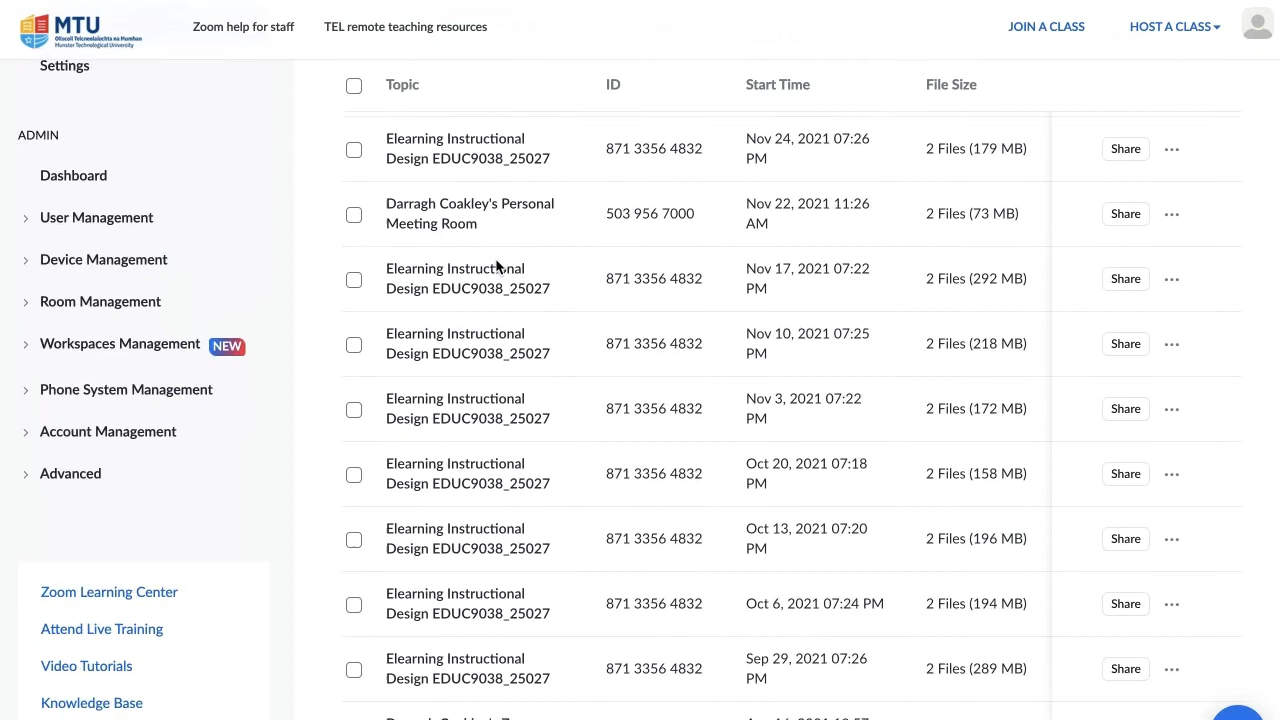 MTU
Ollscoil Teicneolaíochta na Mumhan
Munster Technological University
Zoom help for staff
TEL remote teaching resources
JOIN A CLASS
HOST A CLASS
Settings
ADMIN
Dashboard
User Management
Device Management
Room Management
Workspaces Management NEW
Phone System Management
Account Management
Advanced
Zoom Learning Center
Attend Live Training
Video Tutorials
Knowledge Base
Topic ID Start Time File Size
Elearning Instructional
Design EDUC9038_25027
871 3356 4832
Nov 24, 2021 07:26
PM
2 Files (179 MB)
Share
Darragh Coakley's Personal
Meeting Room
503 956 7000
Nov 22, 2021 11:26
AM
2 Files (73 MB)
Share
Elearning Instructional
Design EDUC9038_25027
871 3356 4832
Nov 17, 2021 07:22
PM
2 Files (292 MB)
Share
Elearning Instructional
Design EDUC9038_25027
871 3356 4832
Nov 10, 2021 07:25
PM
2 Files (218 MB)
Share
Elearning Instructional
Design EDUC9038_25027
871 3356 4832
Nov 3, 2021 07:22
PM
2 Files (172 MB)
Share
Elearning Instructional
Design EDUC9038_25027
871 3356 4832
Oct 20, 2021 07:18
PM
2 Files (158 MB)
Share
Elearning Instructional
Design EDUC9038_25027
871 3356 4832
Oct 13, 2021 07:20
PM
2 Files (196 MB)
Share
Elearning Instructional
Design EDUC9038_25027
871 3356 4832
Oct 6, 2021 07:24 PM
2 Files (194 MB)
Share
Elearning Instructional
Design EDUC9038_25027
871 3356 4832
Sep 29, 2021 07:26
PM
2 Files (289 MB)
Share